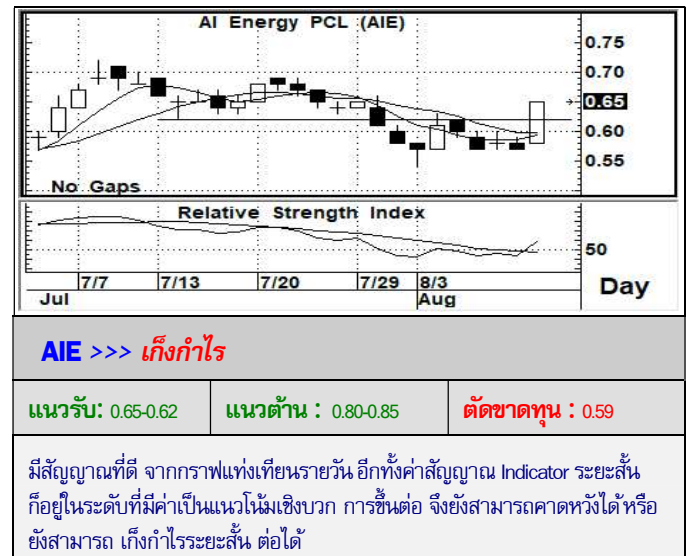 AI Energy PCL (AIE)
0.75
0.70
0.65
0.60
0.55
No Gaps
Relative Strength Index
50
7/7 7/13 7/20 7/29 8/3
Jul Aug
Day
AIE >>> เก็งกำไร
แนวรับ: 0.65-0.62 แนวต้าน : 0.80-0.85 ตัดขาดทุน : 0.59
มีสัญญาณที่ดี จากกราฟแท่งเทียนรายวัน อีกทั้งค่าสัญญาณ Indicator ระยะสั้น
ก็อยู่ในระดับที่มีค่าเป็นแนวโน้มเชิงบวก การขึ้นต่อ จึงยังสามารถคาดหวังได้ หรือ
ยังสามารถ เก็งกำไรระยะสั้น ต่อได้